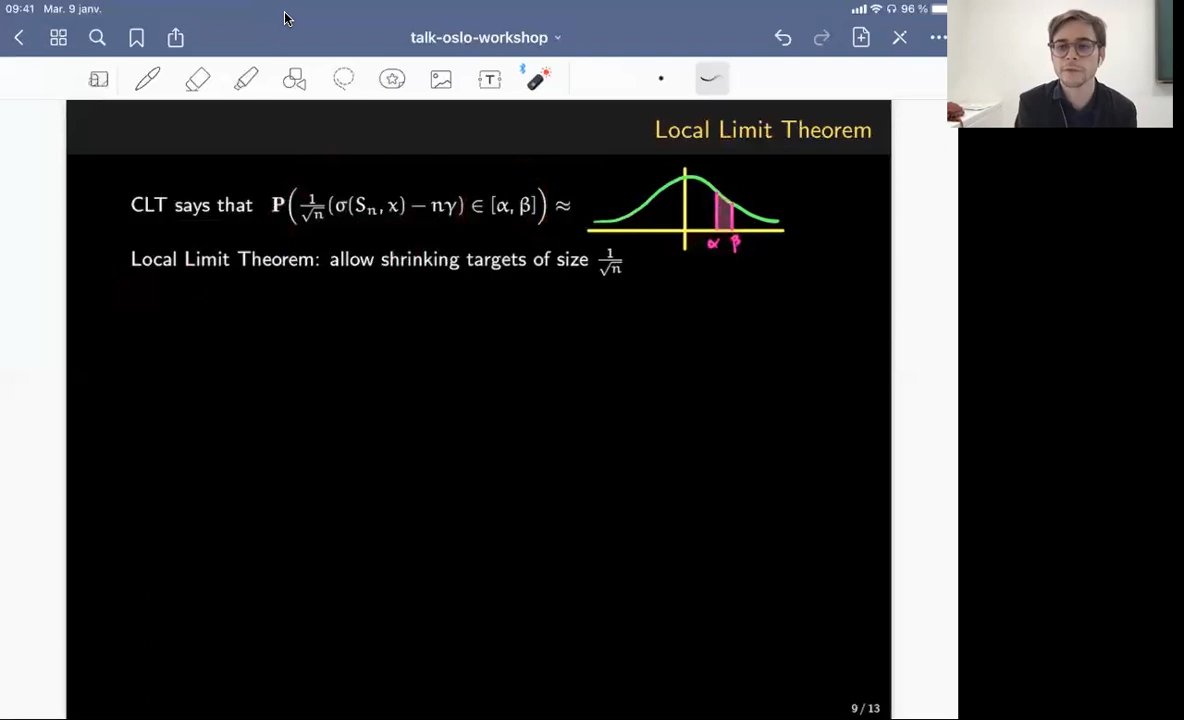 09:41 Mar. 9 janv.
96 %
talk-oslo-workshop
T
Local Limit Theorem
CLT says that P(1/√n (σ(Sₙ, x) − nγ) ∈ [α, β]) ≈
α β
Local Limit Theorem: allow shrinking targets of size 1/√n
9 / 13